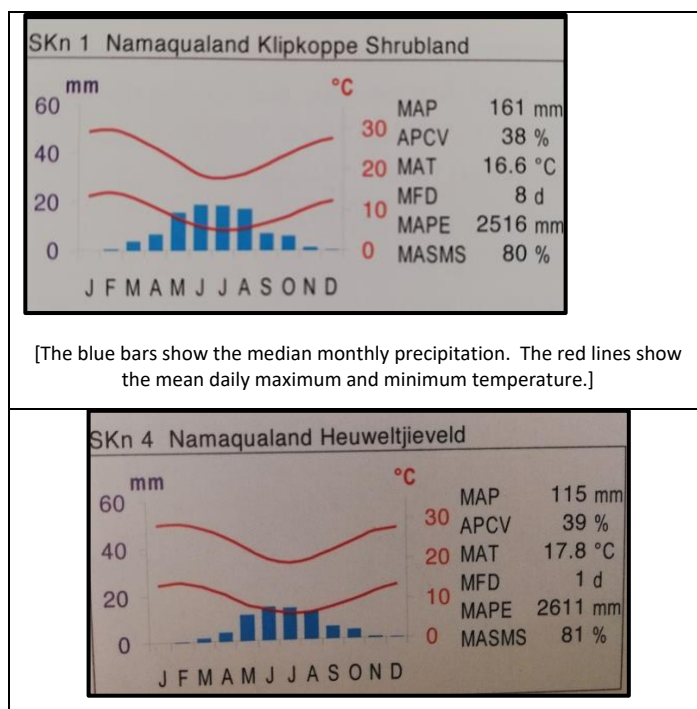 SKn 1 Namaqualand Klipkoppe Shrubland
mm °C
60
40
20
0
30
20
10
0
J F M A M J J A S O N D
MAP 161 mm
APCV 38 %
MAT 16.6 °C
MFD 8 d
MAPE 2516 mm
MASMS 80 %
[The blue bars show the median monthly precipitation. The red lines show
the mean daily maximum and minimum temperature.]
SKn 4 Namaqualand Heuweltjieveld
mm °C
60
40
20
0
30
20
10
0
J F M A M J J A S O N D
MAP 115 mm
APCV 39 %
MAT 17.8 °C
MFD 1 d
MAPE 2611 mm
MASMS 81 %